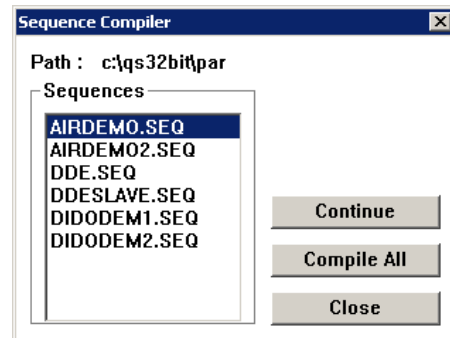 Sequence Compiler
Path : c:\qs32bit\par
Sequences
AIRDEMO.SEQ
AIRDEMO2.SEQ
DDE.SEQ
DDESLAVE.SEQ
DIDODEM1.SEQ
DIDODEM2.SEQ
Continue
Compile All
Close